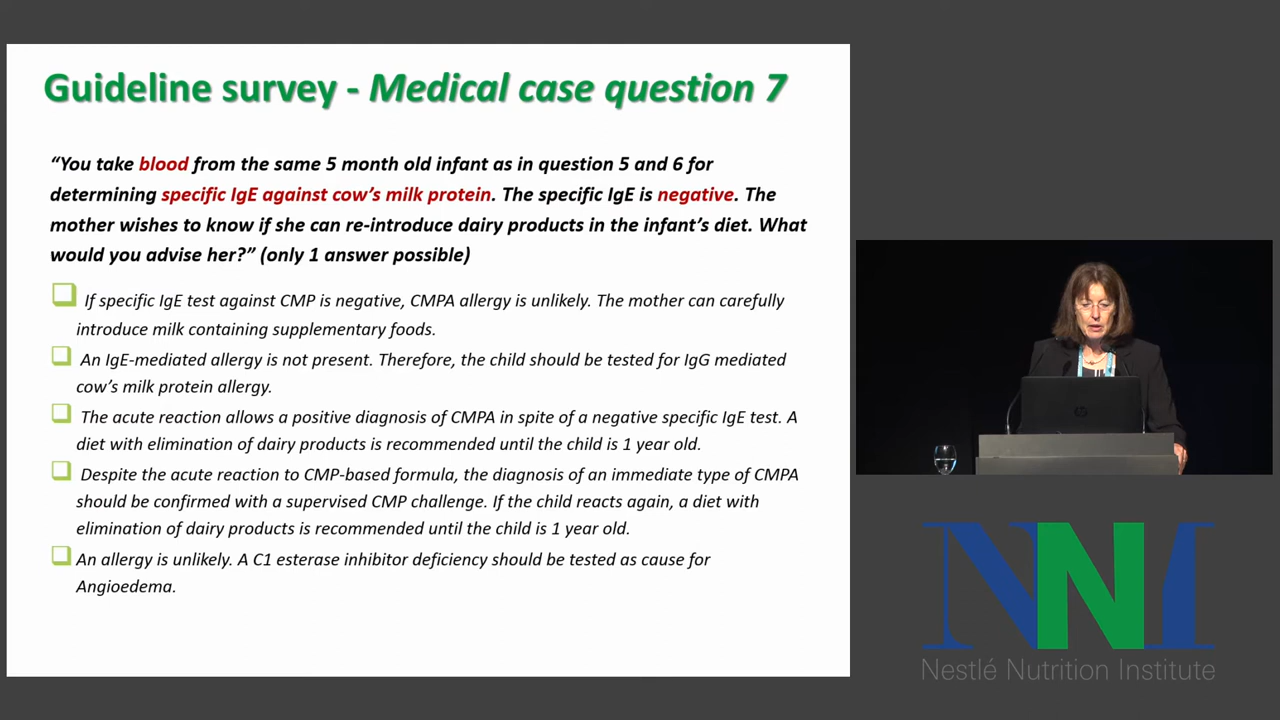 Guideline survey - Medical case question 7
“You take blood from the same 5 month old infant as in question 5 and 6 for
determining specific IgE against cow’s milk protein. The specific IgE is negative. The
mother wishes to know if she can re-introduce dairy products in the infant’s diet. What
would you advise her?” (only 1 answer possible)
If specific IgE test against CMP is negative, CMPA allergy is unlikely. The mother can carefully
introduce milk containing supplementary foods.
An IgE-mediated allergy is not present. Therefore, the child should be tested for IgG mediated
cow’s milk protein allergy.
The acute reaction allows a positive diagnosis of CMPA in spite of a negative specific IgE test. A
diet with elimination of dairy products is recommended until the child is 1 year old.
Despite the acute reaction to CMP-based formula, the diagnosis of an immediate type of CMPA
should be confirmed with a supervised CMP challenge. If the child reacts again, a diet with
elimination of dairy products is recommended until the child is 1 year old.
An allergy is unlikely. A C1 esterase inhibitor deficiency should be tested as cause for
Angioedema.
NNI
Nestlé Nutrition Institute